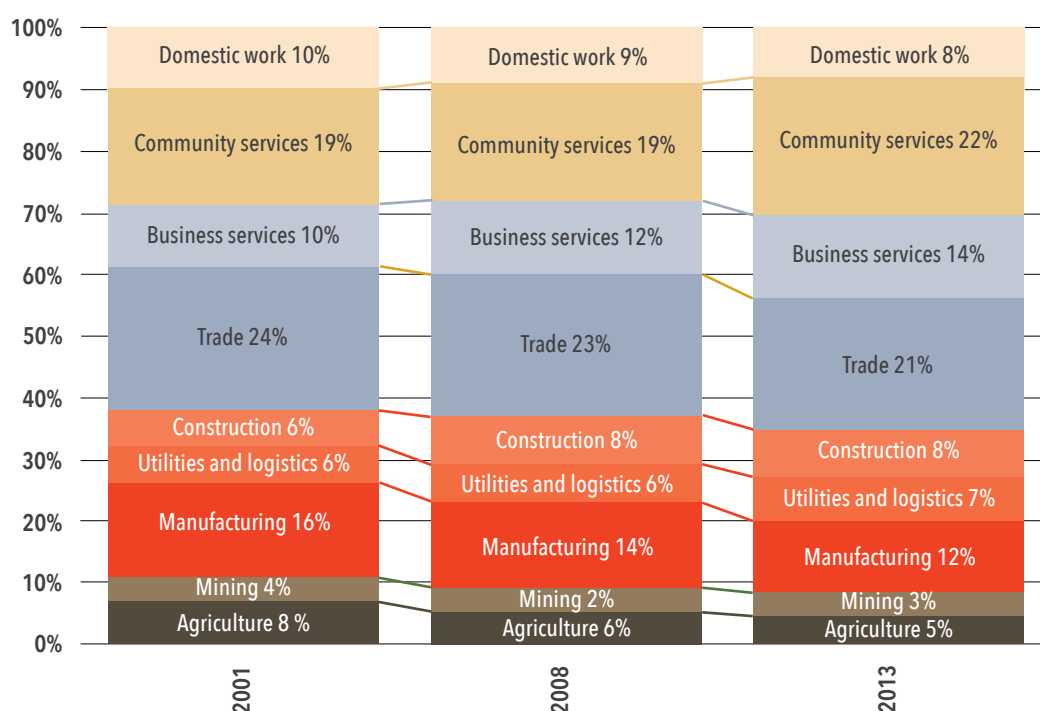 100%
90%
80%
70%
60%
50%
40%
30%
20%
10%
0%
Domestic work 10%
Community services 19%
Business services 10%
Trade 24%
Construction 6%
Utilities and logistics 6%
Manufacturing 16%
Mining 4%
Agriculture 8 %
Domestic work 9%
Community services 19%
Business services 12%
Trade 23%
Construction 8%
Utilities and logistics 6%
Manufacturing 14%
Mining 2%
Agriculture 6%
Domestic work 8%
Community services 22%
Business services 14%
Trade 21%
Construction 8%
Utilities and logistics 7%
Manufacturing 12%
Mining 3%
Agriculture 5%
2001
2008
2013